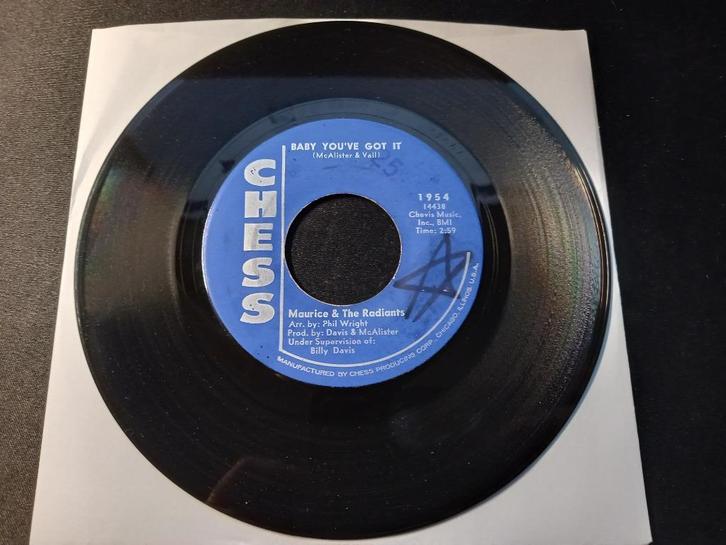 BABY YOU'VE GOT IT
(McAlister & Vail)
CHESS
1954
14438
Chevis Music,
Inc., BMI
Time: 2:59
Maurice & The Radiants
Arr. by: Phil Wright
Prod. by: Davis & McAlister
Under Supervision of:
Billy Davis
MANUFACTURED BY CHESS PRODUCING CORP. CHICAGO, ILLINOIS, U.S.A.